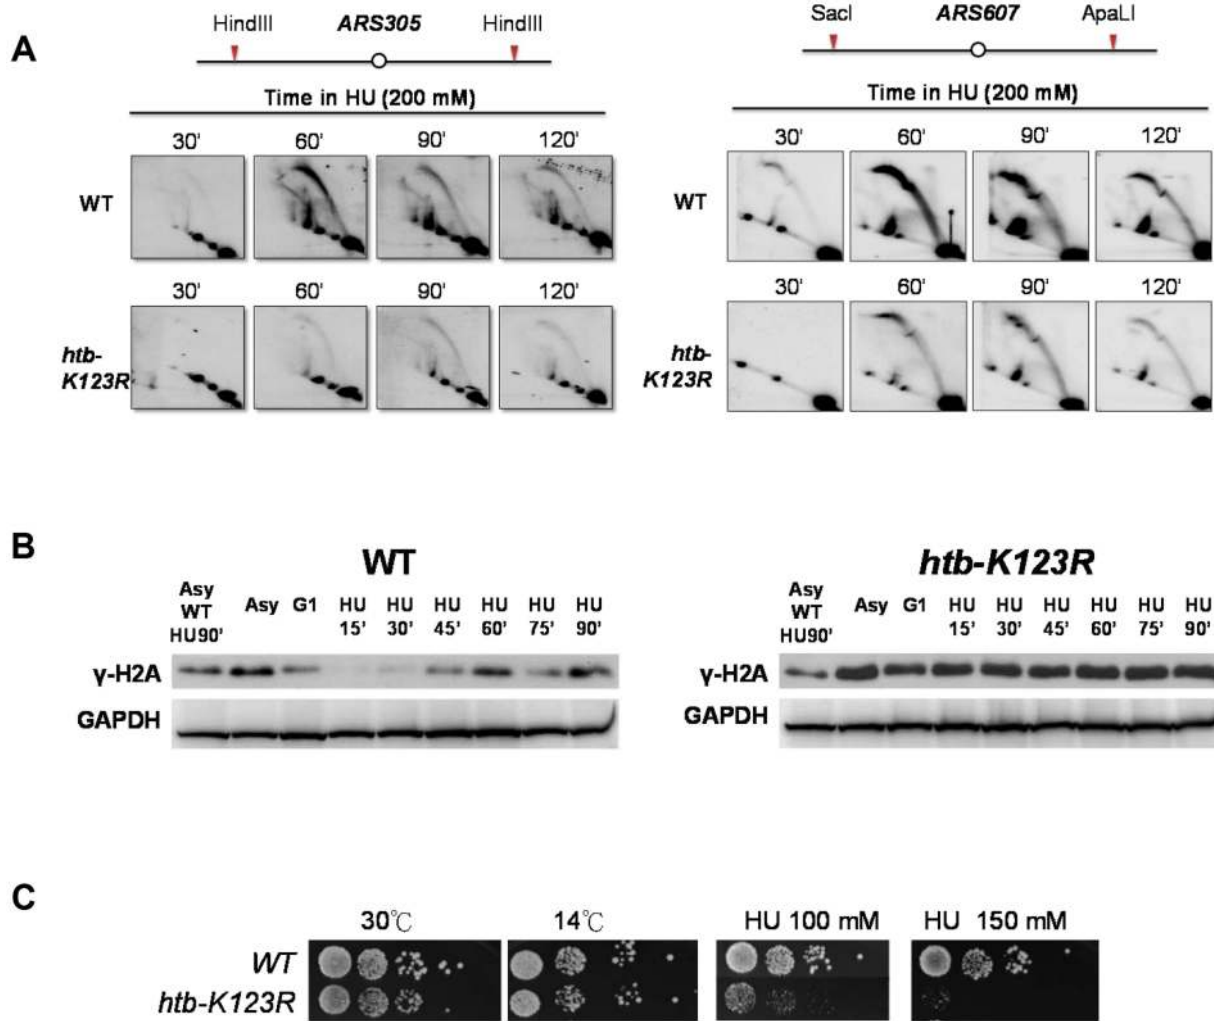 A
HindIII ARS305 HindIII
Time in HU (200 mM)
30' 60' 90' 120'
WT
30' 60' 90' 120'
htb-
K123R
SacI ARS607 ApaLI
Time in HU (200 mM)
30' 60' 90' 120'
WT
30' 60' 90' 120'
htb-
K123R
B
WT
Asy
WT
HU90'
Asy G1 HU HU HU HU HU HU
15' 30' 45' 60' 75' 90'
γ-H2A
GAPDH
htb-K123R
Asy
WT
HU90'
Asy G1 HU HU HU HU HU HU
15' 30' 45' 60' 75' 90'
γ-H2A
GAPDH
C
30℃ 14℃ HU 100 mM HU 150 mM
WT
htb-K123R